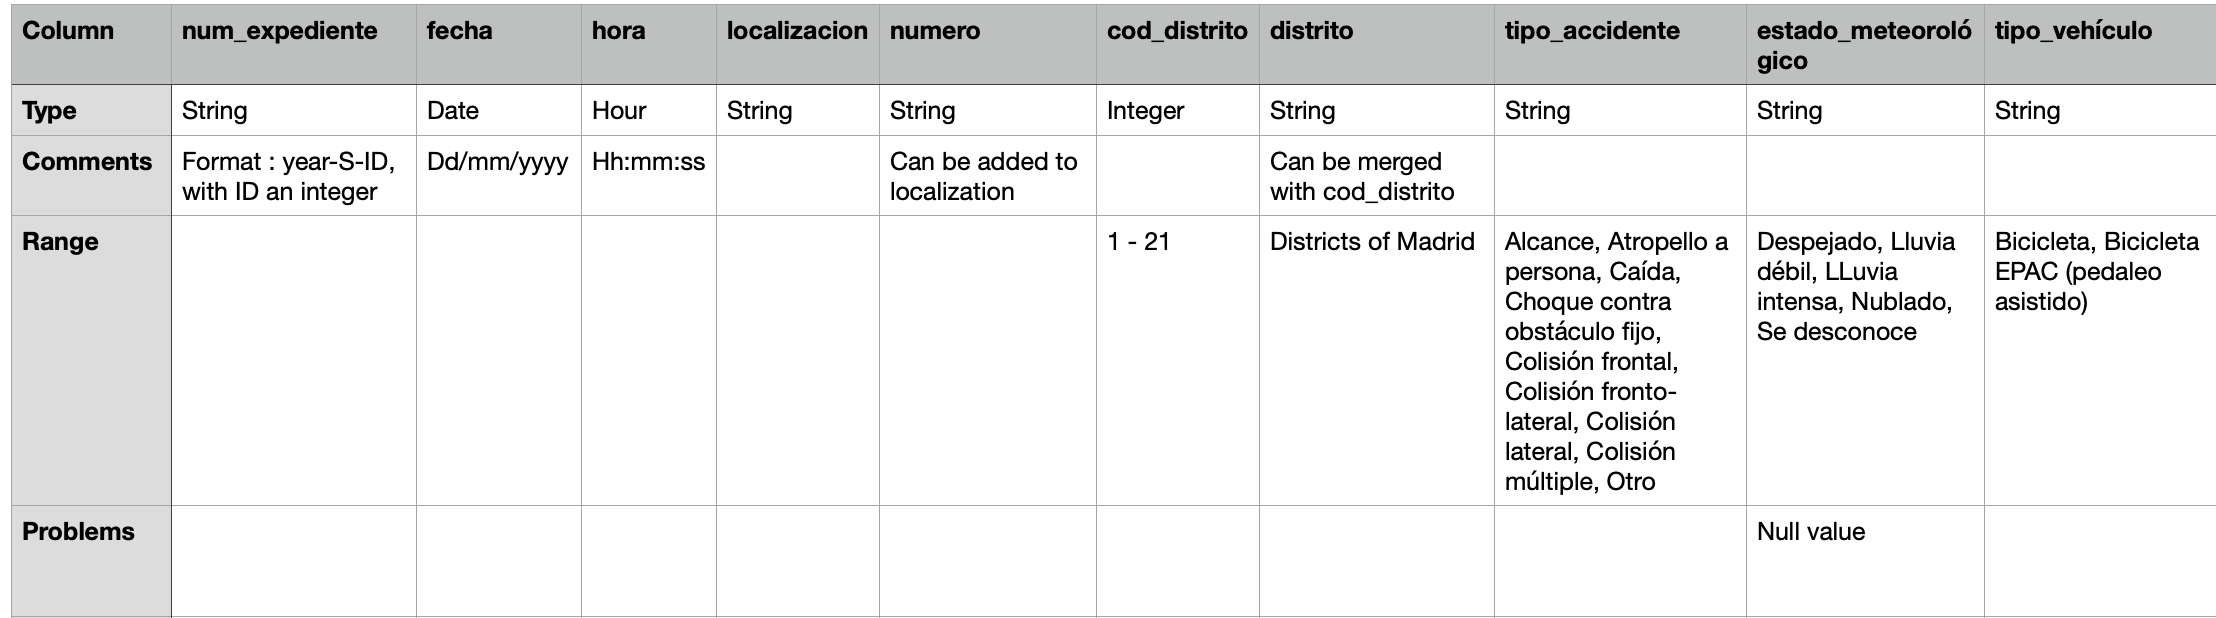 Column
num_expediente
fecha
hora
localizacion
numero
cod_distrito
distrito
tipo_accidente
estado_meteoroló
gico
tipo_vehículo
Type
String
Date
Hour
String
String
Integer
String
String
String
String
Comments
Format : year-S-ID,
with ID an integer
Dd/mm/yyyy
Hh:mm:ss
Can be added to
localization
Can be merged
with cod_distrito
Range
1 - 21
Districts of Madrid
Alcance, Atropello a
persona, Caída,
Choque contra
obstáculo fijo,
Colisión frontal,
Colisión fronto-
lateral, Colisión
lateral, Colisión
múltiple, Otro
Despejado, Lluvia
débil, LLuvia
intensa, Nublado,
Se desconoce
Bicicleta, Bicicleta
EPAC (pedaleo
asistido)
Problems
Null value